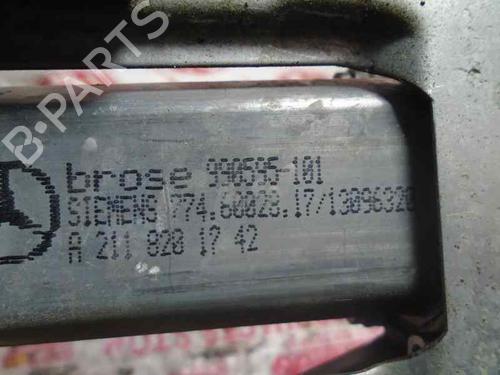 B-PARTS
brose 990595-101
SIEMENS 774.60028.17/13096320
A 211 820 17 42